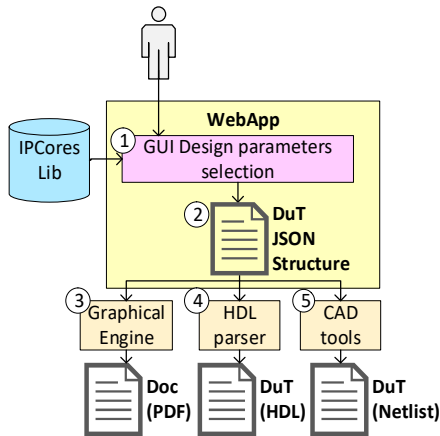 WebApp
1
IPCores
Lib
GUI Design parameters
selection
2
DuT
JSON
Structure
3
Graphical
Engine
4
HDL
parser
5
CAD
tools
Doc
(PDF)
DuT
(HDL)
DuT
(Netlist)